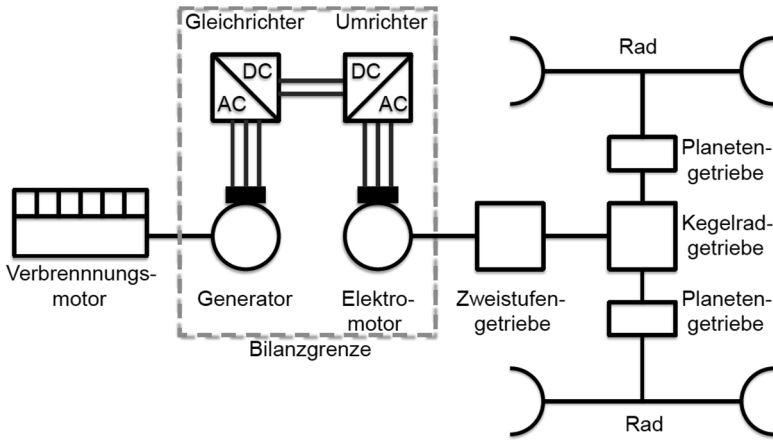 Gleichrichter
Umrichter
DC
AC
DC
AC
Rad
Planeten-
getriebe
Kegelrad-
getriebe
Planeten-
getriebe
Verbrennnungs-
motor
Generator
Elektro-
motor
Zweistufen-
getriebe
Bilanzgrenze
Rad